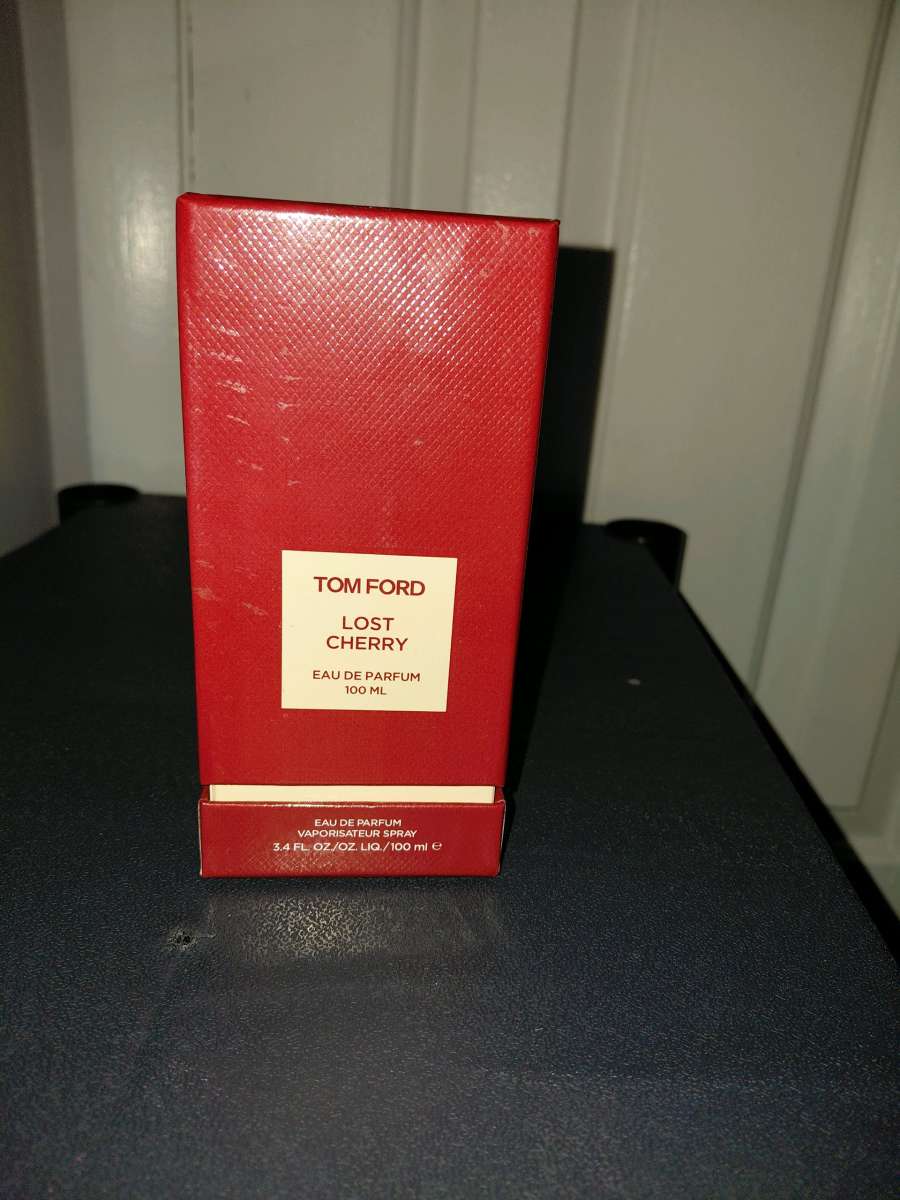 TOM FORD
LOST
CHERRY
EAU DE PARFUM
100 ML
EAU DE PARFUM
VAPORISATEUR SPRAY
3.4 FL. OZ./OZ. LIQ./100 ml ℮